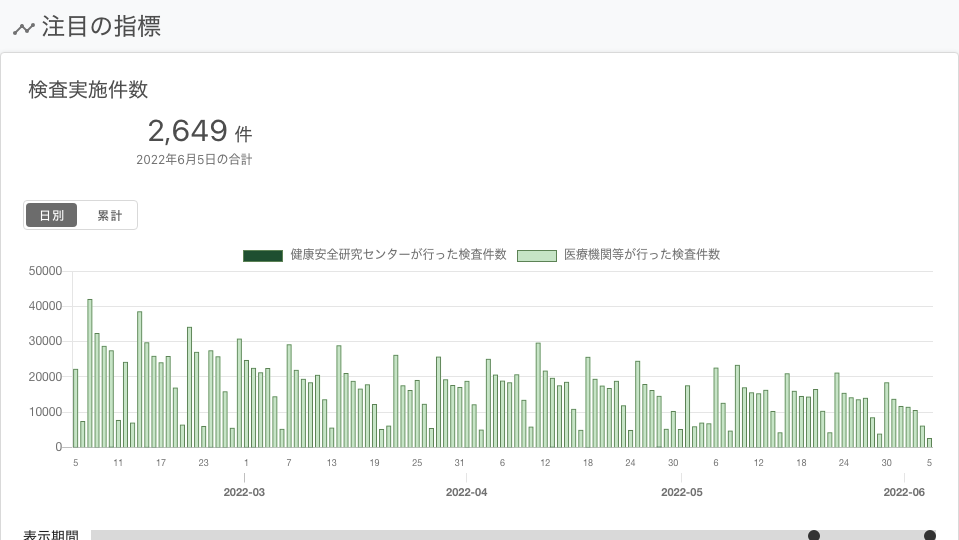 注目の指標
検査実施件数
2,649 件
2022年6月5日の合計
日別 累計
健康安全研究センターが行った検査件数 医療機関等が行った検査件数
50000
40000
30000
20000
10000
0
5 11 17 23 1 7 13 19 25 31 6 12 18 24 30 6 12 18 24 30 5
2022-03 2022-04 2022-05 2022-06
表示期間